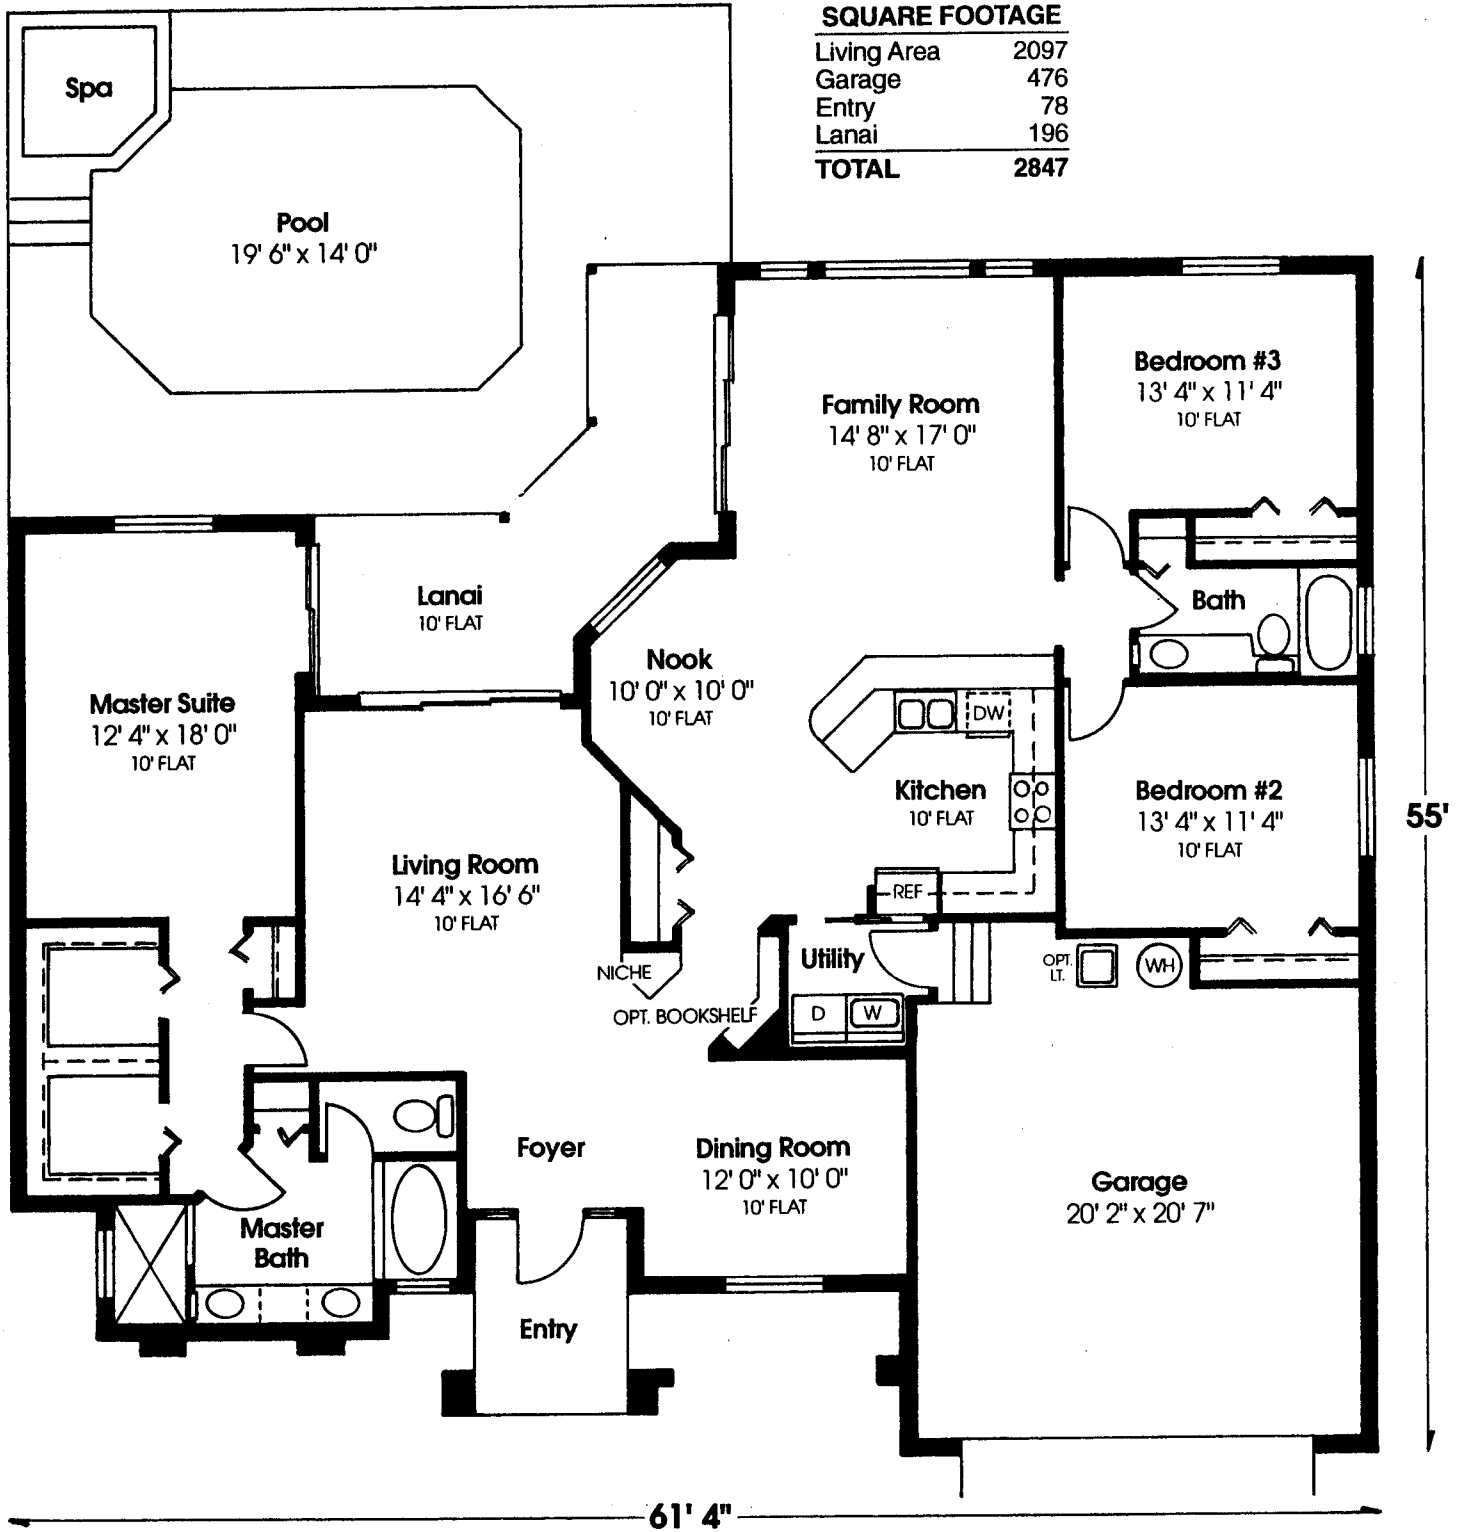 SQUARE FOOTAGE
Living Area 2097
Garage 476
Entry 78
Lanai 196
TOTAL 2847
Spa
Pool
19' 6" x 14' 0"
Family Room
14' 8" x 17' 0"
10' FLAT
Bedroom #3
13' 4" x 11' 4"
10' FLAT
Lanai
10' FLAT
Bath
Nook
10' 0" x 10' 0"
10' FLAT
Master Suite
12' 4" x 18' 0"
10' FLAT
DW
Kitchen
10' FLAT
Bedroom #2
13' 4" x 11' 4"
10' FLAT
55'
Living Room
14' 4" x 16' 6"
10' FLAT
REF
NICHE
Utility
OPT.
LT.
WH
OPT. BOOKSHELF
D
W
Foyer
Dining Room
12' 0" x 10' 0"
10' FLAT
Garage
20' 2" x 20' 7"
Master
Bath
Entry
61' 4"